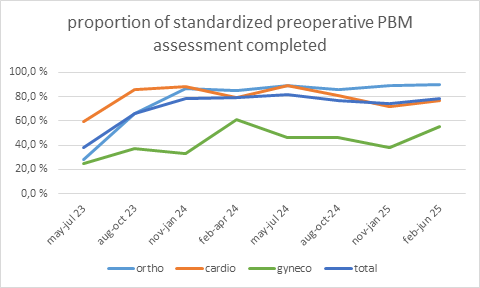 proportion of standardized preoperative PBM
assessment completed
100,0 %
80,0 %
60,0 %
40,0 %
20,0 %
0,0 %
may-jul 23
aug-oct 23
nov-jan 24
feb-apr 24
may-jul 24
aug-oct-24
nov-jan 25
feb-jun 25
ortho cardio gyneco total